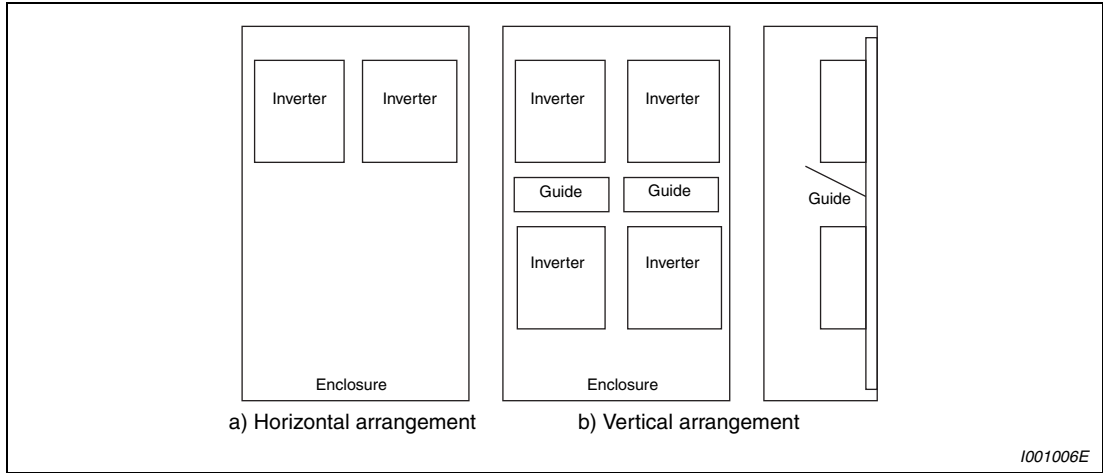 Inverter Inverter
Inverter Inverter
Guide Guide
Guide
Inverter Inverter
Enclosure Enclosure
a) Horizontal arrangement b) Vertical arrangement
I001006E